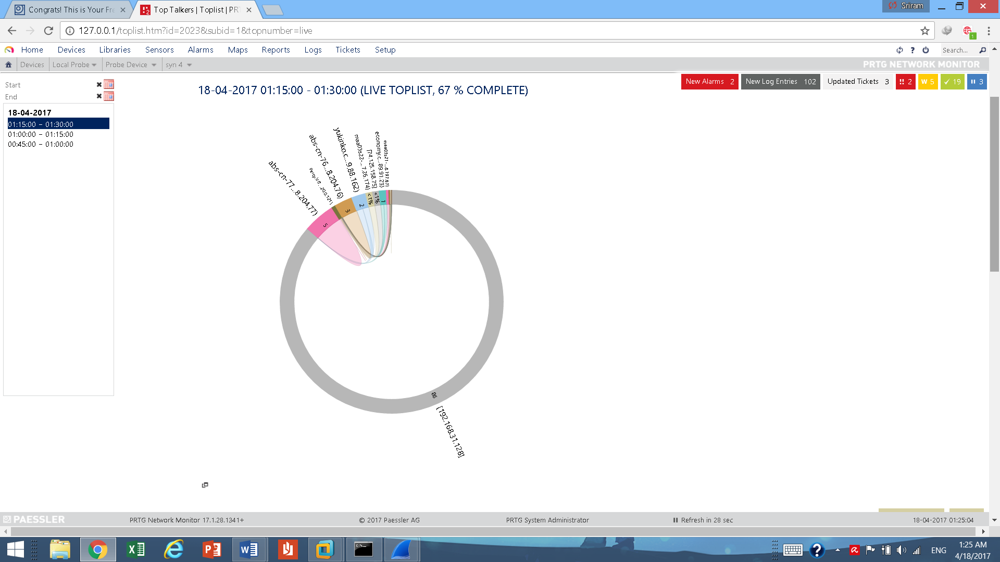 Congrats! This is Your Fre
Top Talkers | Toplist | PRT
Sriram
127.0.0.1/toplist.htm?id=2023&subid=1&topnumber=live
1
Home Devices Libraries Sensors Alarms Maps Reports Logs Tickets Setup
? Search...
Devices Local Probe Probe Device syn 4
PRTG NETWORK MONITOR
New Alarms 2 New Log Entries 102 Updated Tickets 3 !! 2 W 5 19 3
Start
End
18-04-2017
01:15:00 - 01:30:00
01:00:00 - 01:15:00
00:45:00 - 01:00:00
18-04-2017 01:15:00 - 01:30:00 (LIVE TOPLIST, 67 % COMPLETE)
abs-cn-77...8.204.77)
abs-cn-76...8.204.76)
yukinko.c...9.88.162)
maa03s22-...7.26.174)
[74.125.158.75]
economy.c...89.91.23)
maa03s21-...8.197.67)
5
3
2
<1%
<1%
1
86
[192.168.31.128]
PAESSLER
PRTG Network Monitor 17.1.28.1341+
© 2017 Paessler AG
PRTG System Administrator
Refresh in 28 sec
18-04-2017 01:25:04
ENG
1:25 AM
4/18/2017